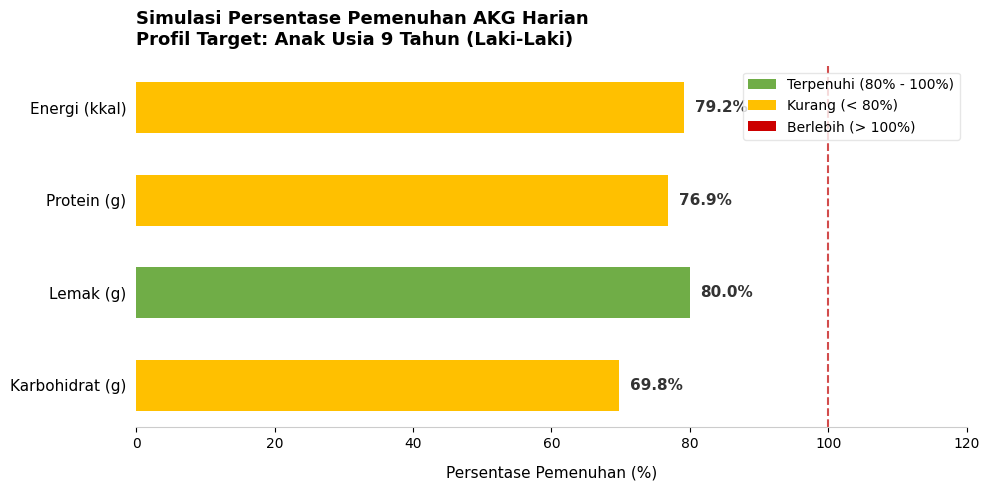 Simulasi Persentase Pemenuhan AKG Harian
Profil Target: Anak Usia 9 Tahun (Laki-Laki)
Energi (kkal)
79.2%
Terpenuhi (80% - 100%)
Kurang (< 80%)
Berlebih (> 100%)
Protein (g)
76.9%
Lemak (g)
80.0%
Karbohidrat (g)
69.8%
0 20 40 60 80 100 120
Persentase Pemenuhan (%)